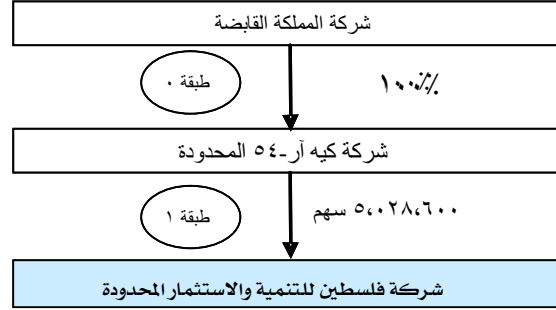 شركة المملكة القابضة
طبقة ٠
١٠٠٪
شركة كيه آر-٥٤ المحدودة
طبقة ١
٥،٠٢٨،٦٠٠ سهم
شركة فلسطين للتنمية والاستثمار المحدودة